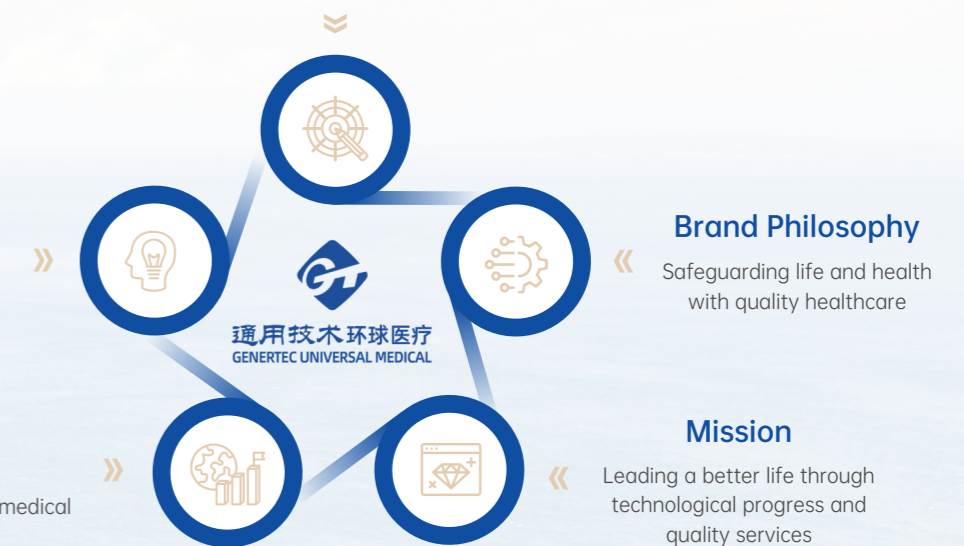 Brand Philosophy
Safeguarding life and health
with quality healthcare
通用技术环球医疗
GENERTEC UNIVERSAL MEDICAL
Mission
Leading a better life through
technological progress and
quality services
medical